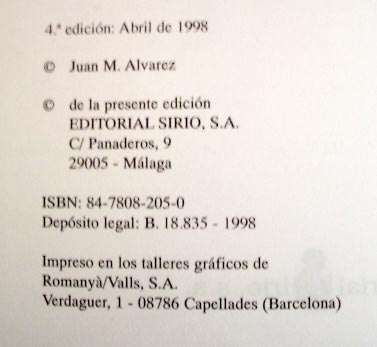 4.ª edición: Abril de 1998
© Juan M. Alvarez
© de la presente edición
EDITORIAL SIRIO, S.A.
C/ Panaderos, 9
29005 - Málaga
ISBN: 84-7808-205-0
Depósito legal: B. 18.835 - 1998
Impreso en los talleres gráficos de
Romanyà/Valls, S.A.
Verdaguer, 1 - 08786 Capellades (Barcelona)